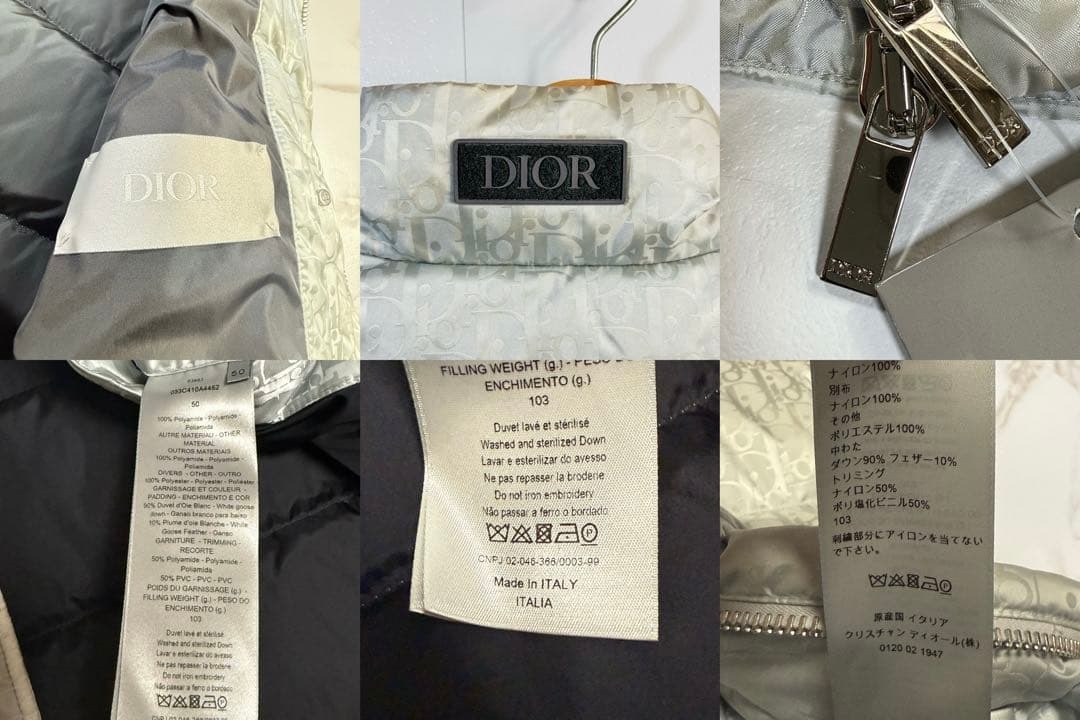 DIOR
DIOR
DIOR
DIOR
50
50
100% Polyamide - Polyamide -
Poliamida
AUTRE MATERIAU - OTHER
MATERIAL
OUTROS MATERIAIS
100% Polyamide - Polyamide -
Poliamida
DIVERS - OTHER - OUTRO
100% Polyester - Polyester - Poliéster
GARNISSAGE ET COULEUR -
PADDING - ENCHIMENTO E COR
90% Duvet d'Oie Blanc - White goose
down - Ganso branco para baixo
10% Plume d'oie Blanche - White
Goose Feather - Ganso
GARNITURE - TRIMMING -
RECORTE
50% Polyamide - Polyamide -
Poliamida
50% PVC - PVC - PVC
POIDS DU GARNISSAGE (g.) -
FILLING WEIGHT (g.) - PESO DO
ENCHIMENTO (g.)
103
Duvet lavé et stérilisé
Washed and sterilized Down
Lavar e esterilizar do avesso
Ne pas repasser la broderie
Do not iron embroidery
Não passar a ferro o bordado
FILLING WEIGHT (g.) - PESO DO
ENCHIMENTO (g.)
103
Duvet lavé et stérilisé
Washed and sterilized Down
Lavar e esterilizar do avesso
Ne pas repasser la broderie
Do not iron embroidery
Não passar a ferro o bordado
CNPJ 02-046-366/0003-99
Made in ITALY
ITALIA
ナイロン100%
別布
ナイロン100%
その他
ポリエステル100%
中わた
ダウン90% フェザー10%
トリミング
ナイロン50%
ポリ塩化ビニル50%
103
刺繍部分にアイロンを当てない
で下さい。
原産国 イタリア
クリスチャン ディオール(株)
0120 02 1947